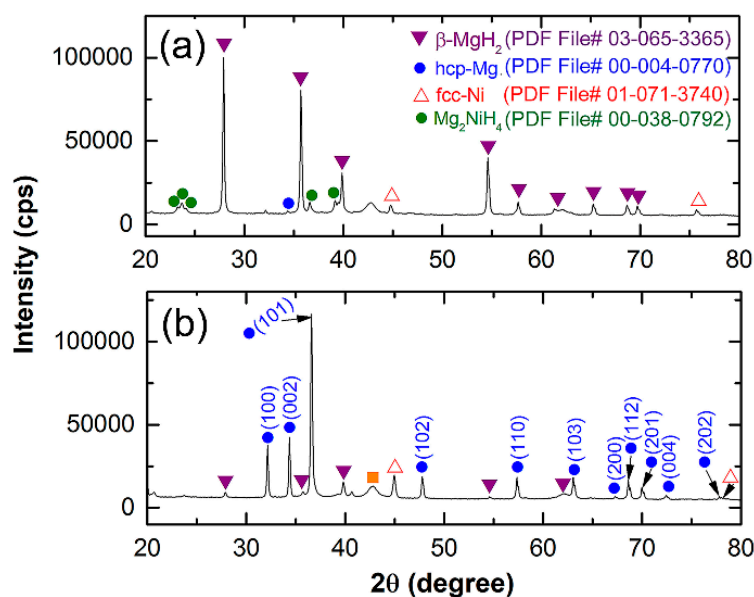 (a)
β-MgH2 (PDF File# 03-065-3365)
hcp-Mg. (PDF File# 00-004-0770)
fcc-Ni (PDF File# 01-071-3740)
Mg2NiH4 (PDF File# 00-038-0792)
100000
50000
0
20 30 40 50 60 70 80
Intensity (cps)
(b)
(101)
(100)
(002)
(102)
(110)
(103)
(200)
(112)
(201)
(004)
(202)
100000
50000
0
20 30 40 50 60 70 80
2θ (degree)